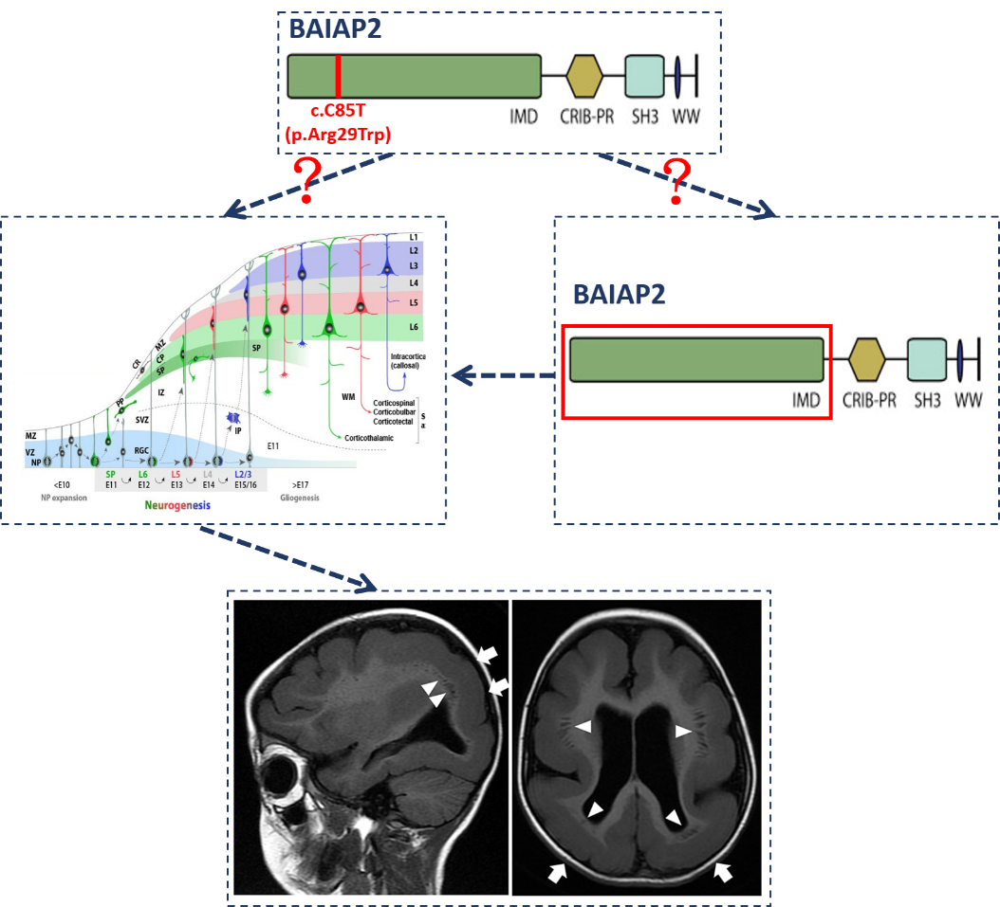 BAIAP2
c.C85T
(p.Arg29Trp)
IMD
CRIB-PR
SH3
WW
?
?
L1
L2
L3
L4
L5
L6
MZ
CP
SP
CR
SP
IZ
PP
SVZ
IP
WM
Intracortica
(callosal)
Corticospinal
Corticobulbar
Corticotectal
S
a
Corticothalamic
MZ
VZ
NP
RGC
E11
SP L6 L5 L4 L2/3
<E10 E11 E12 E13 E14 E15/16 >E17
NP expansion
Gliogenesis
Neurogenesis
BAIAP2
IMD
CRIB-PR
SH3
WW